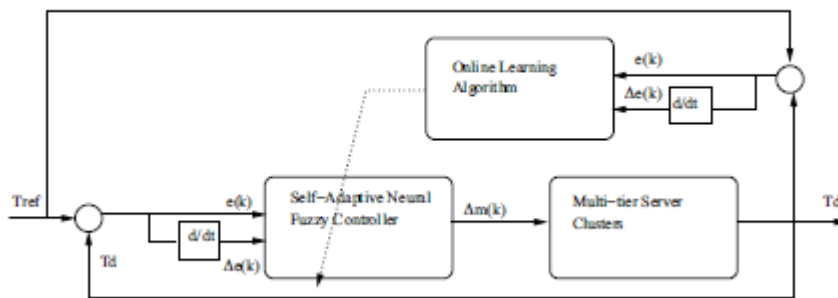 Online Learning
Algorithm
e(k)
Δe(k)
d/dt
Tref
e(k)
d/dt
Td
Δe(k)
Self-Adaptive Neural
Fuzzy Controller
Δm(k)
Multi-tier Server
Clusters
Td